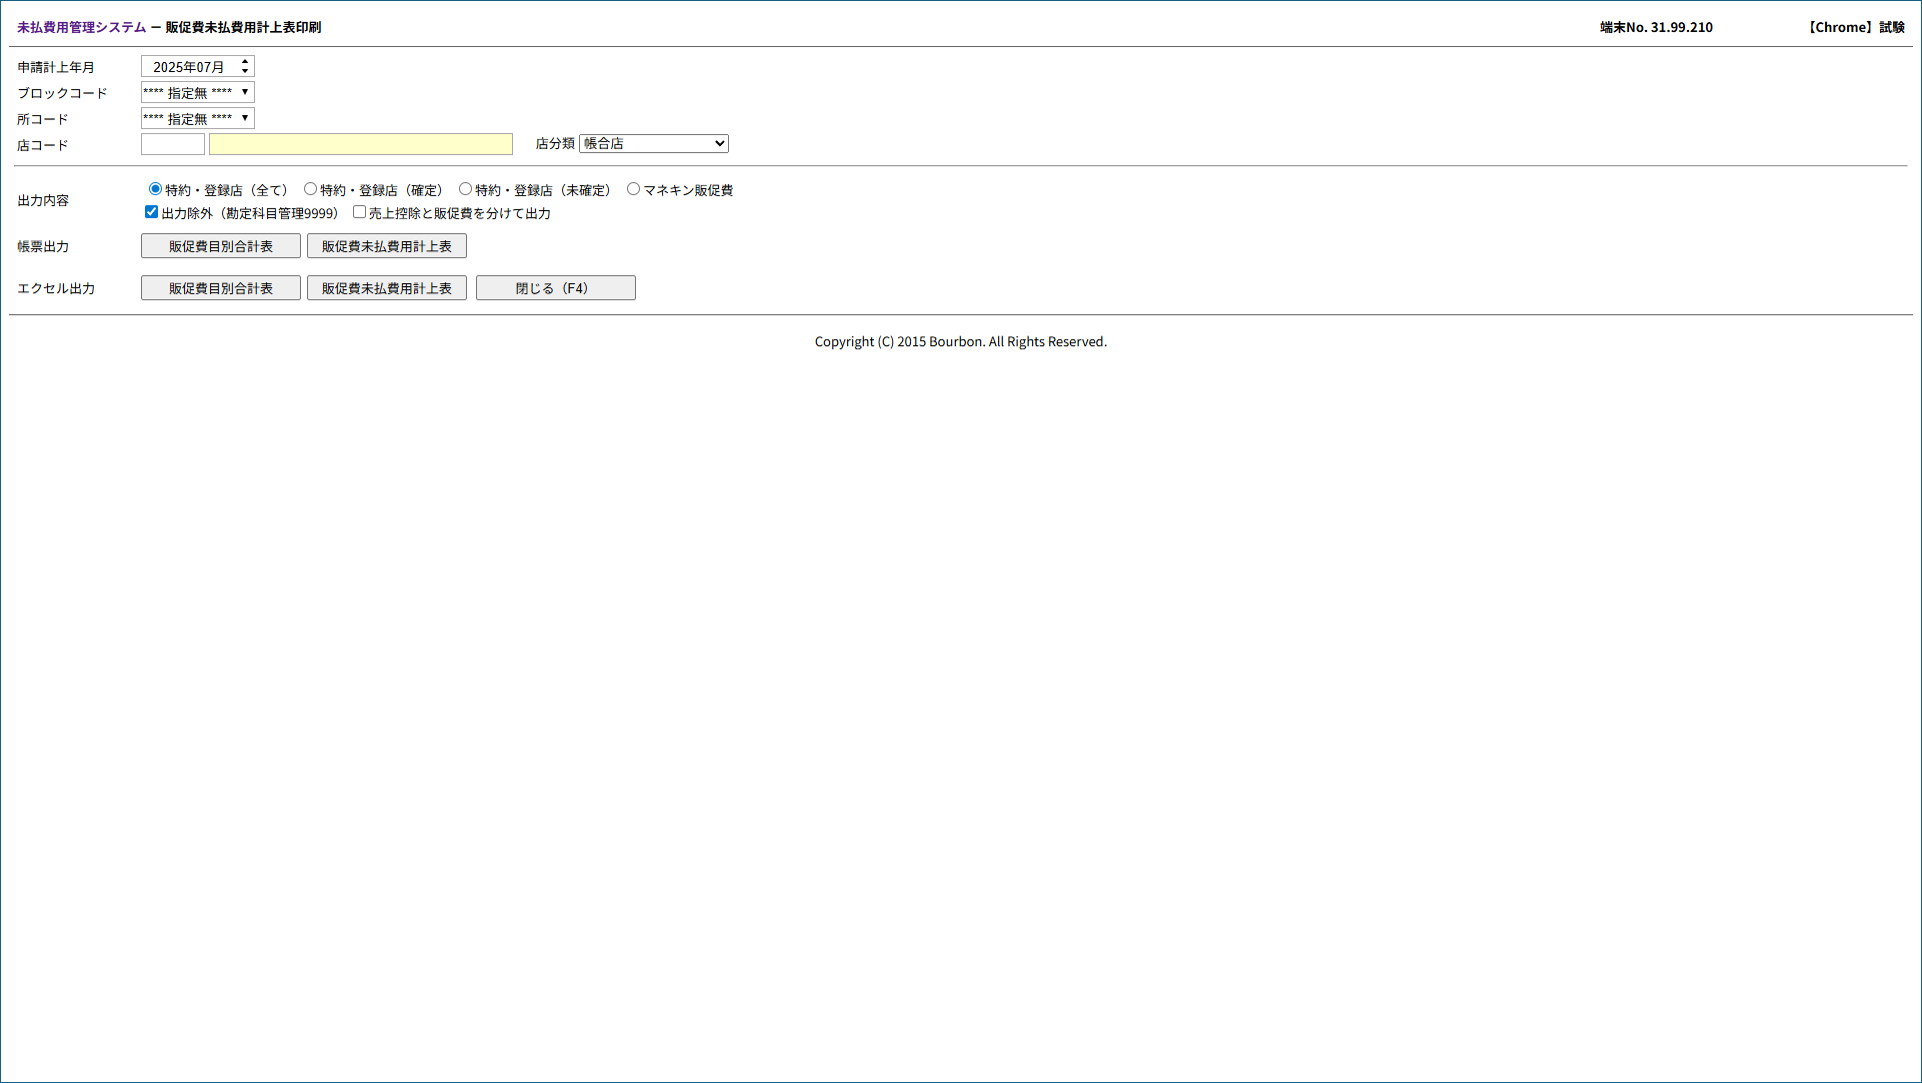 未払費用管理システム － 販促費未払費用計上表印刷 端末No. 31.99.210 【Chrome】試験
申請計上年月 2025年07月
ブロックコード **** 指定無 ****
所コード **** 指定無 ****
店コード 店分類 帳合店
出力内容 特約・登録店（全て） 特約・登録店（確定） 特約・登録店（未確定） マネキン販促費
出力除外（勘定科目管理9999） 売上控除と販促費を分けて出力
帳票出力 販促費目別合計表 販促費未払費用計上表
エクセル出力 販促費目別合計表 販促費未払費用計上表 閉じる（F4）
Copyright (C) 2015 Bourbon. All Rights Reserved.